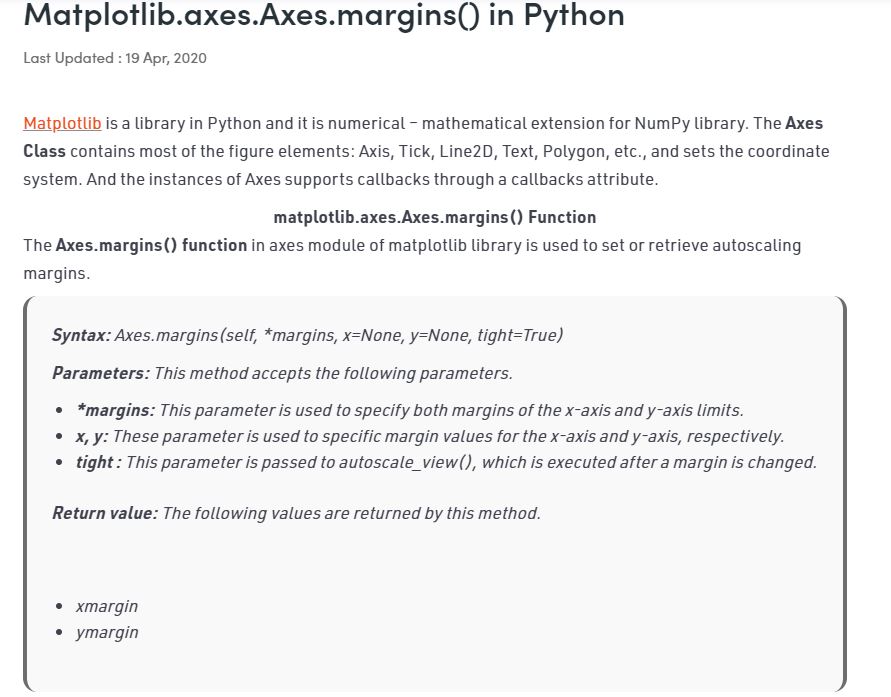 Matplotlib.axes.Axes.margins() in Python
Last Updated : 19 Apr, 2020
Matplotlib is a library in Python and it is numerical – mathematical extension for NumPy library. The Axes
Class contains most of the figure elements: Axis, Tick, Line2D, Text, Polygon, etc., and sets the coordinate
system. And the instances of Axes supports callbacks through a callbacks attribute.
matplotlib.axes.Axes.margins() Function
The Axes.margins() function in axes module of matplotlib library is used to set or retrieve autoscaling
margins.
Syntax: Axes.margins(self, *margins, x=None, y=None, tight=True)
Parameters: This method accepts the following parameters.
• *margins: This parameter is used to specify both margins of the x-axis and y-axis limits.
• x, y: These parameter is used to specific margin values for the x-axis and y-axis, respectively.
• tight : This parameter is passed to autoscale_view(), which is executed after a margin is changed.
Return value: The following values are returned by this method.
• xmargin
• ymargin